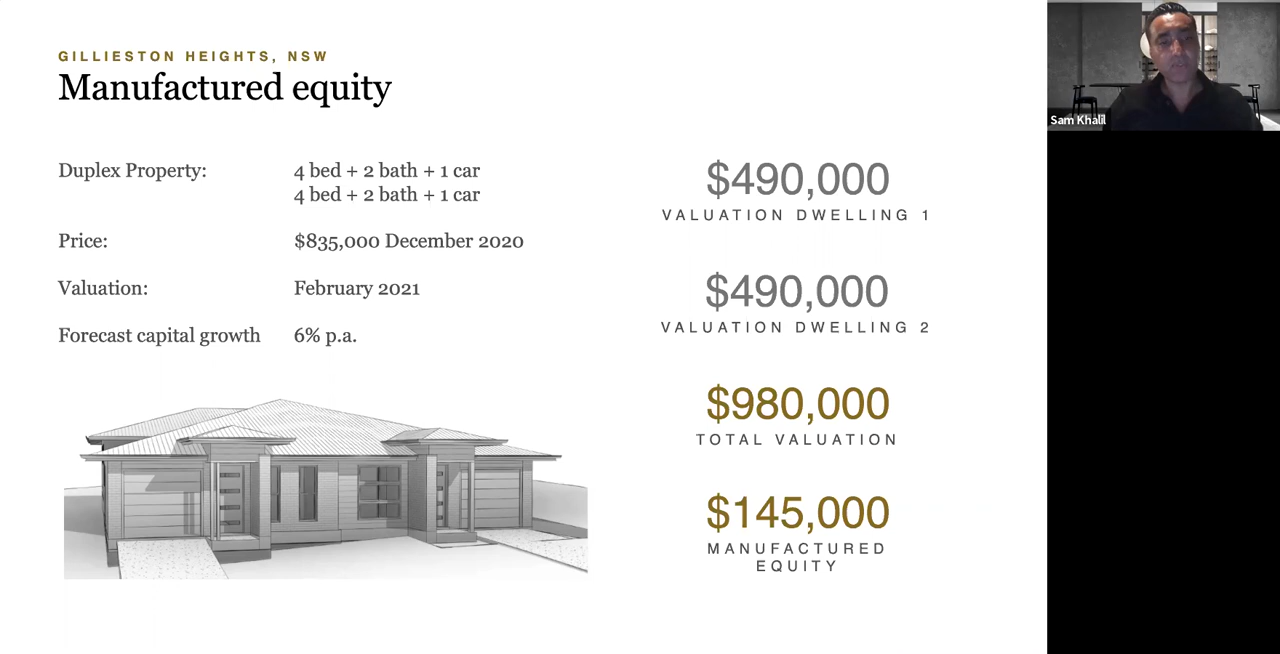 GILLIESTON HEIGHTS, NSW
Manufactured equity
Duplex Property: 4 bed + 2 bath + 1 car
4 bed + 2 bath + 1 car
Price: $835,000 December 2020
Valuation: February 2021
Forecast capital growth 6% p.a.
$490,000
VALUATION DWELLING 1
$490,000
VALUATION DWELLING 2
$980,000
TOTAL VALUATION
$145,000
MANUFACTURED
EQUITY
Sam Khalil